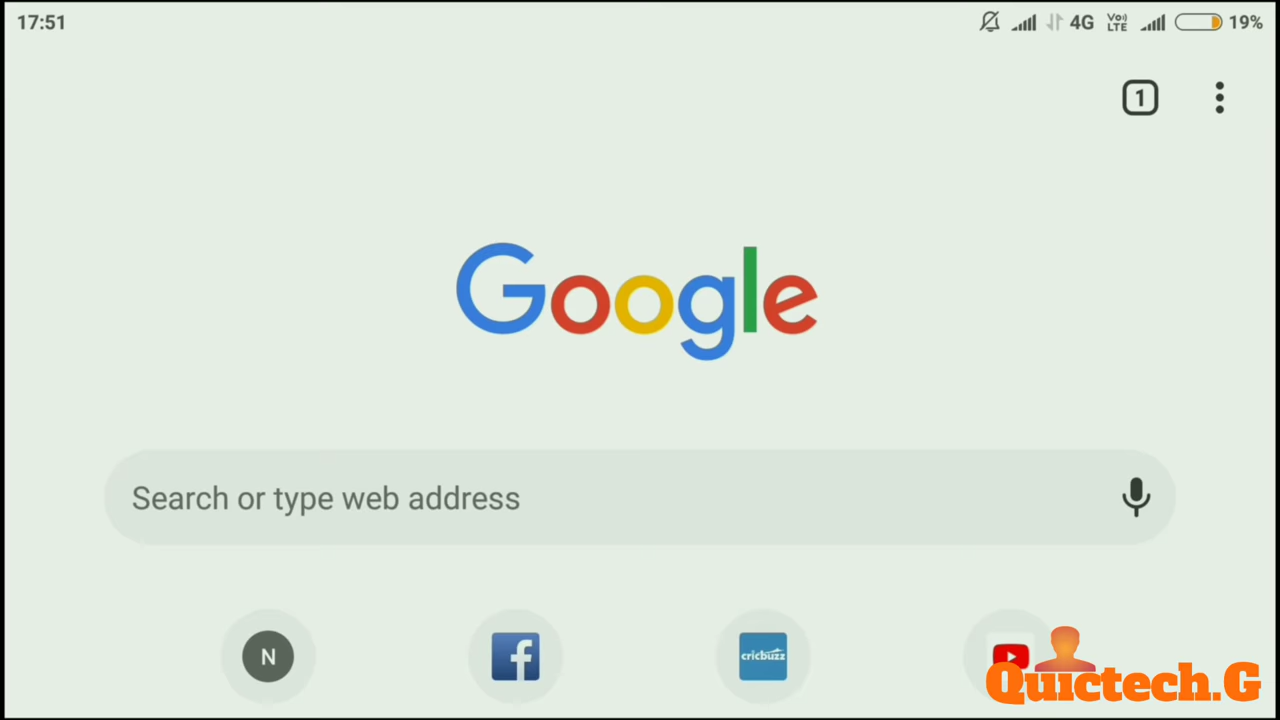 17:51 4G Vo)) LTE 19%
1
Google
Search or type web address
N f cricbuzz
Quictech.G